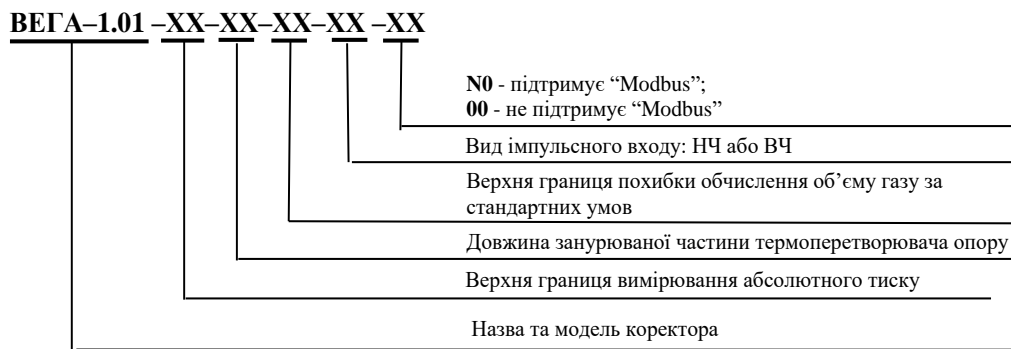 ВЕГА–1.01 –XX–XX–XX–XX –XX
N0 - підтримує “Modbus”;
00 - не підтримує “Modbus”
Вид імпульсного входу: НЧ або ВЧ
Верхня границя похибки обчислення об’єму газу за
стандартних умов
Довжина занурюваної частини термоперетворювача опору
Верхня границя вимірювання абсолютного тиску
Назва та модель коректора